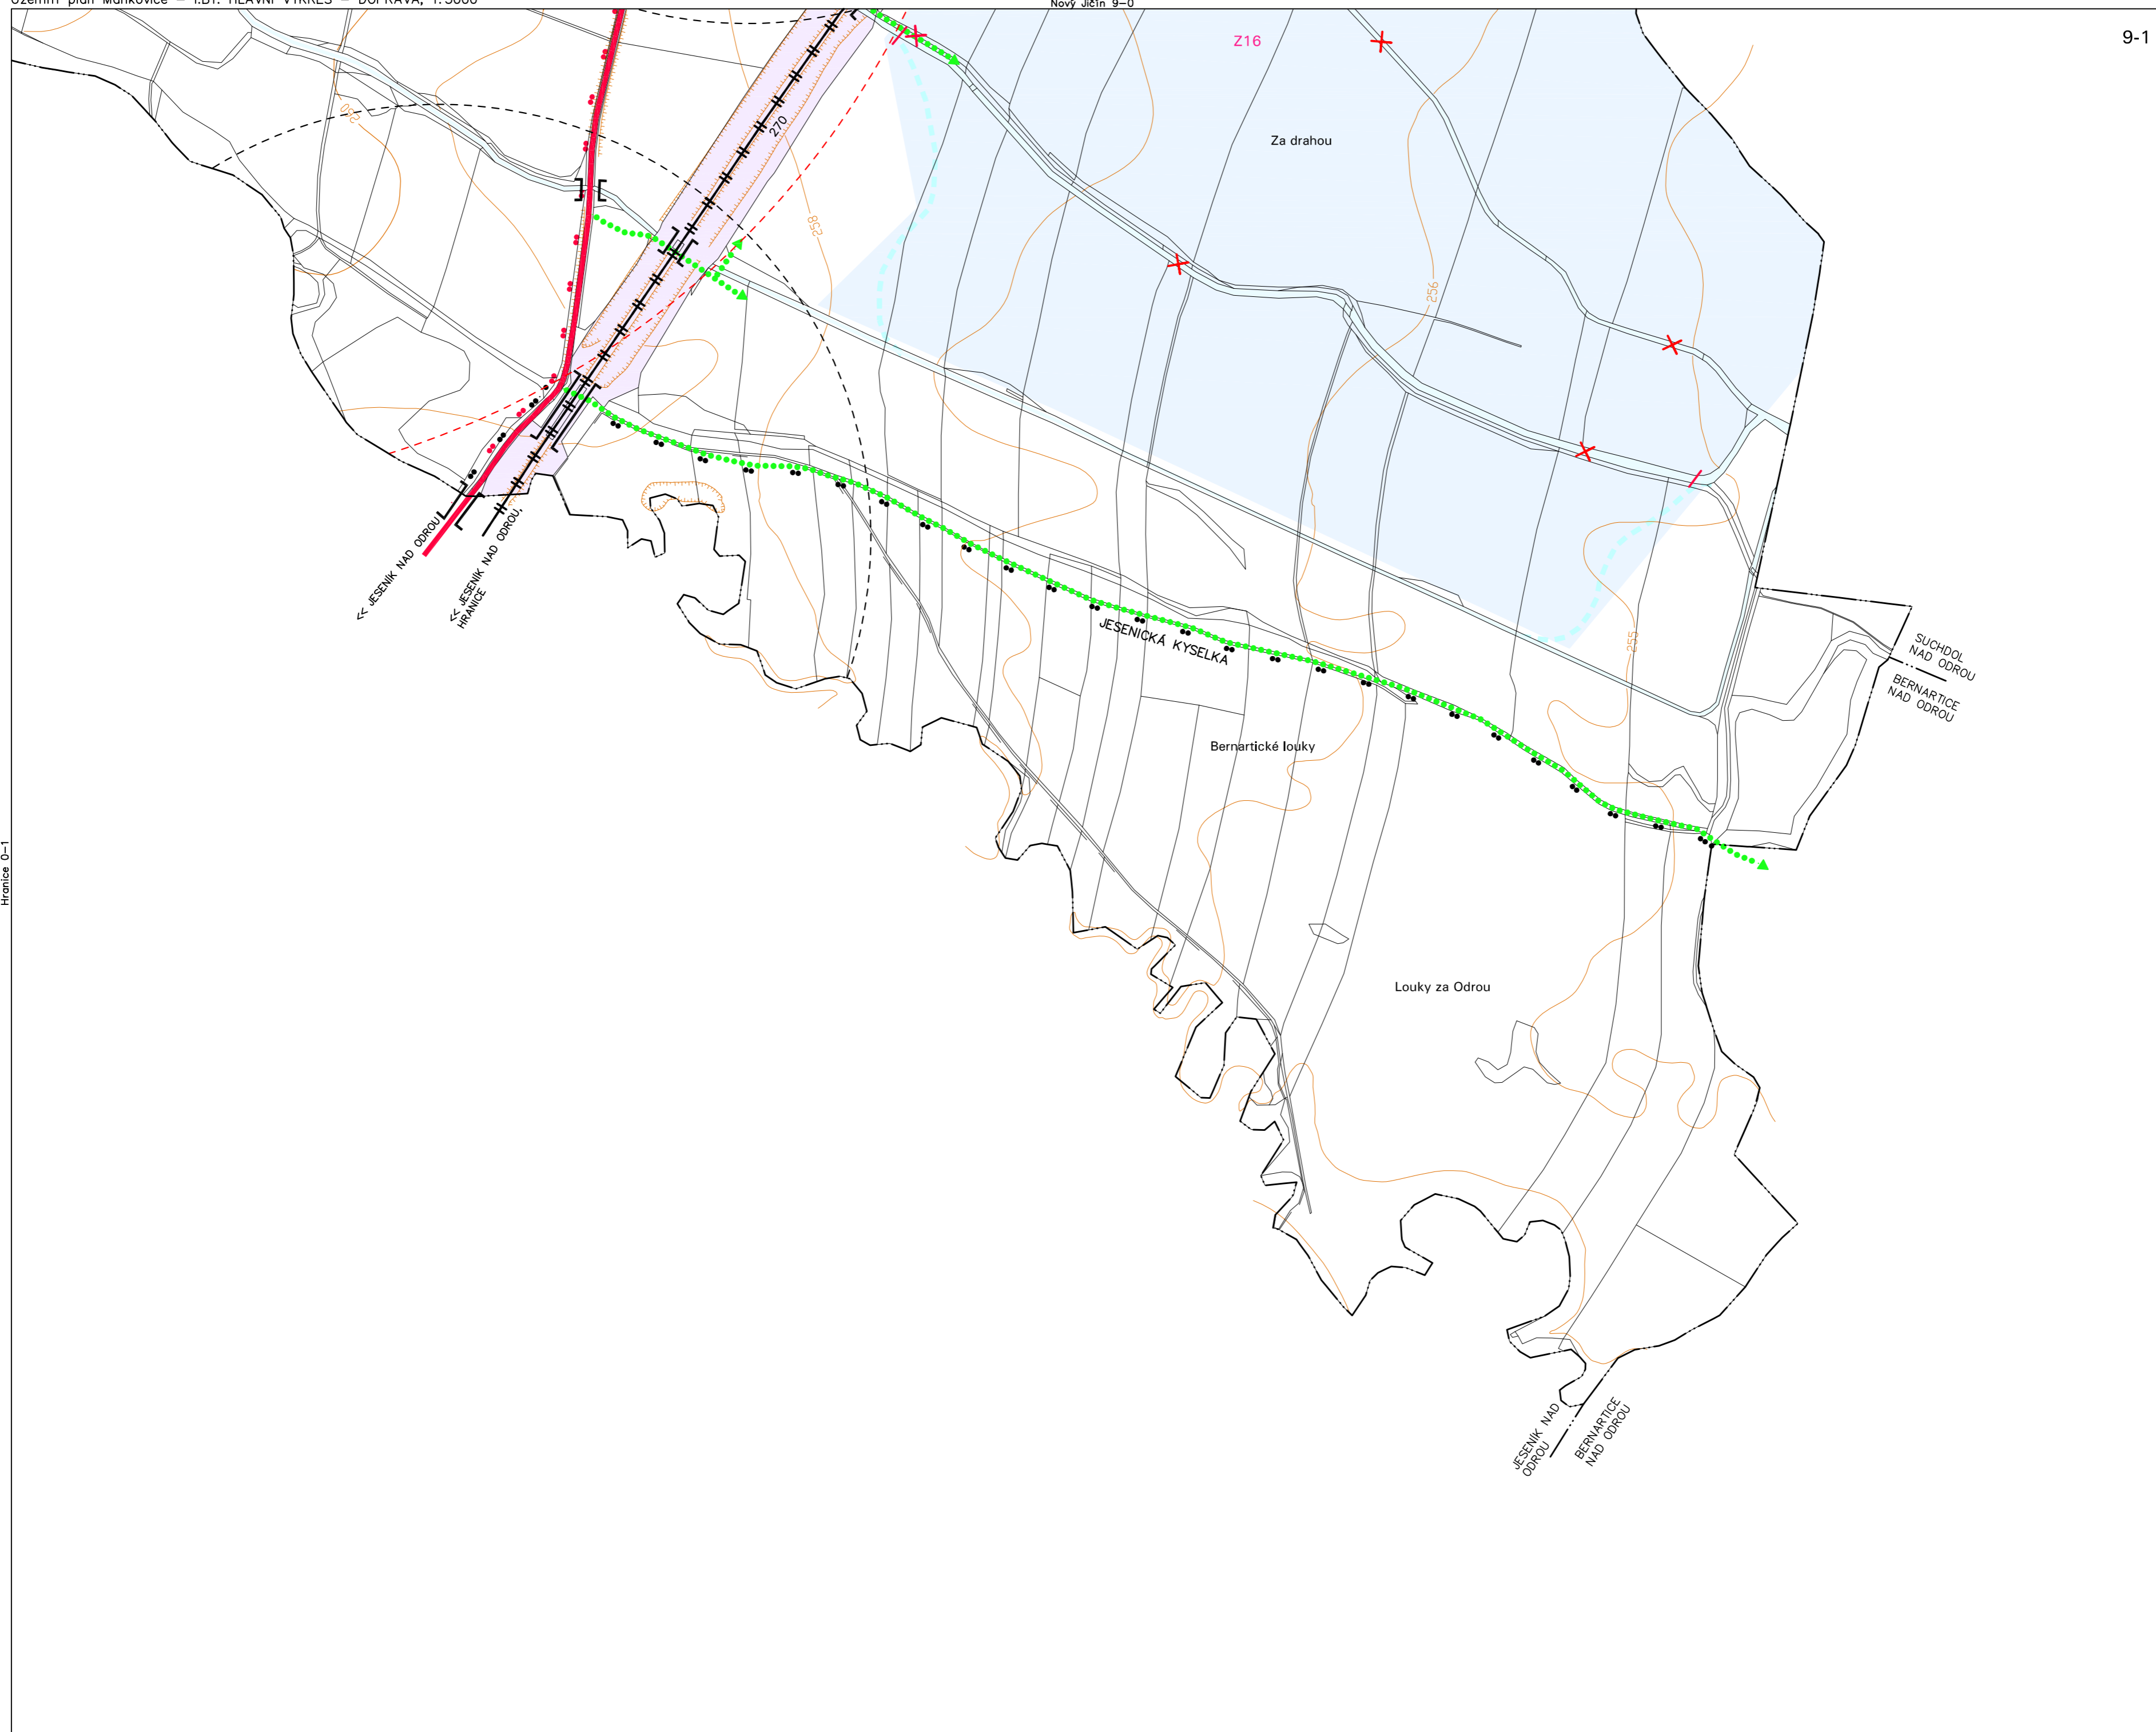 Územní plán Mankovice – I.B1. HLAVNÍ VÝKRES – DOPRAVA, 1:5000
Nový Jičín 9-0
9-1
Z16
Za drahou
270
260
258
256
255
<< JESENÍK NAD ODROU
<< JESENÍK NAD ODROU,
HRANICE
JESENICKÁ KYSELKA
SUCHDOL
NAD ODROU
BERNARTICE
NAD ODROU
Bernartické louky
Hranice 0-1
Louky za Odrou
JESENÍK NAD
ODROU
BERNARTICE
NAD ODROU